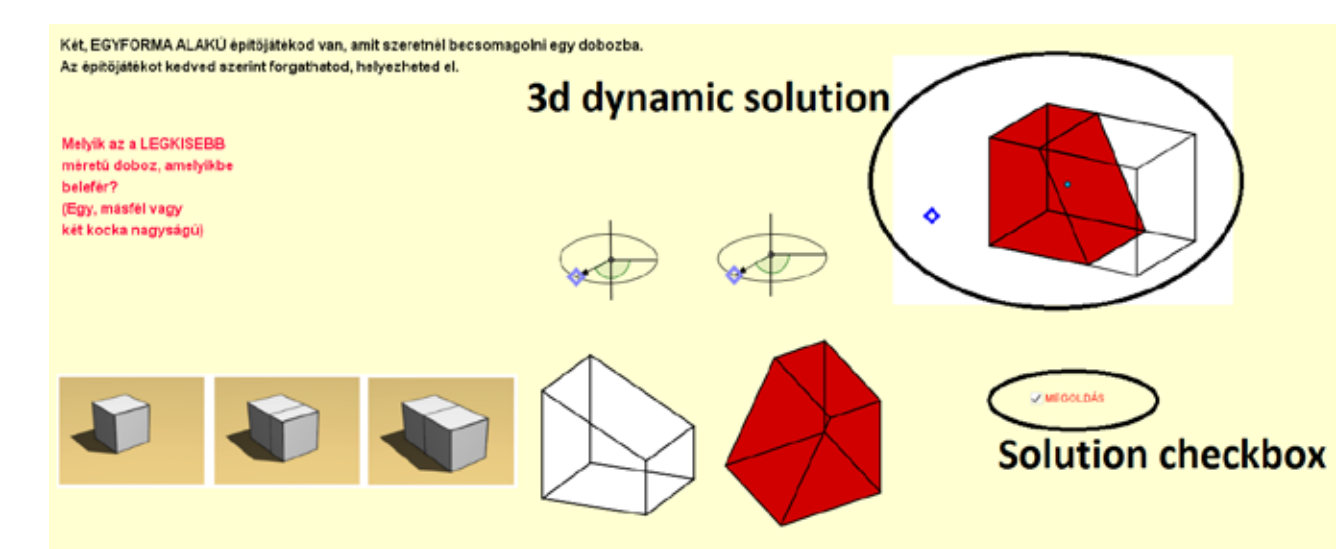 Két, EGYFORMA ALAKÚ építőjátékod van, amit szeretnél becsomagolni egy dobozba.
Az építőjátékot kedved szerint forgathatod, helyezheted el.
3d dynamic solution
Melyik az a LEGKISEBB
méretű doboz, amelyikbe
belefér?
(Egy, másfél vagy
két kocka nagyságú)
MEGOLDÁS
Solution checkbox